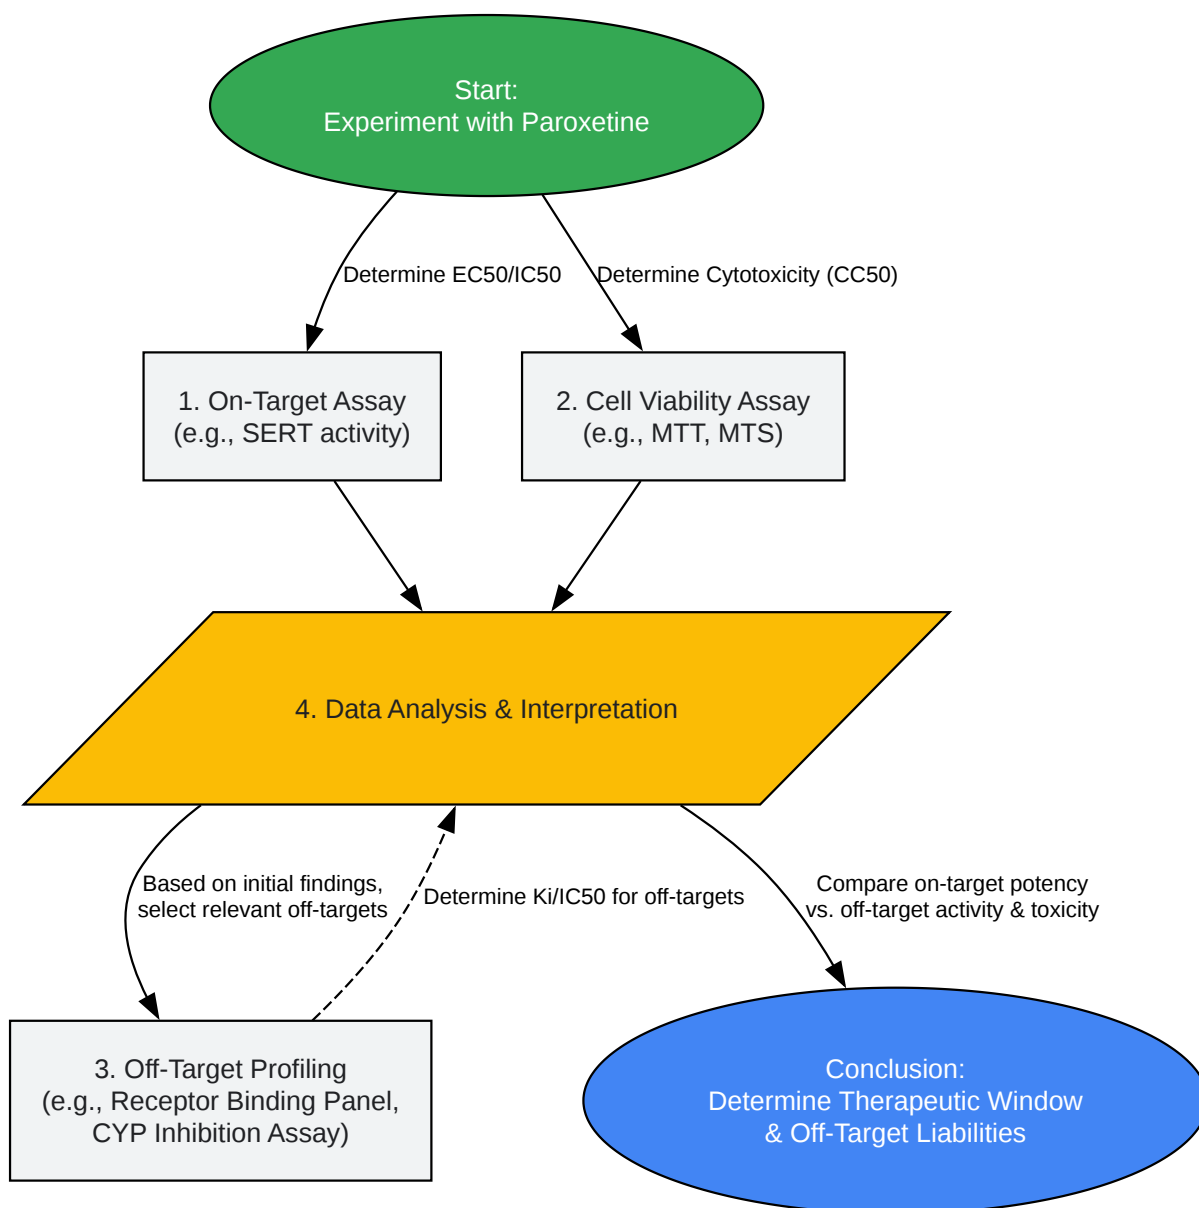 Start:
Experiment with Paroxetine
Determine EC50/IC50
Determine Cytotoxicity (CC50)
1. On-Target Assay
(e.g., SERT activity)
2. Cell Viability Assay
(e.g., MTT, MTS)
4. Data Analysis & Interpretation
Based on initial findings,
select relevant off-targets
Determine Ki/IC50 for off-targets
Compare on-target potency
vs. off-target activity & toxicity
3. Off-Target Profiling
(e.g., Receptor Binding Panel,
CYP Inhibition Assay)
Conclusion:
Determine Therapeutic Window
& Off-Target Liabilities